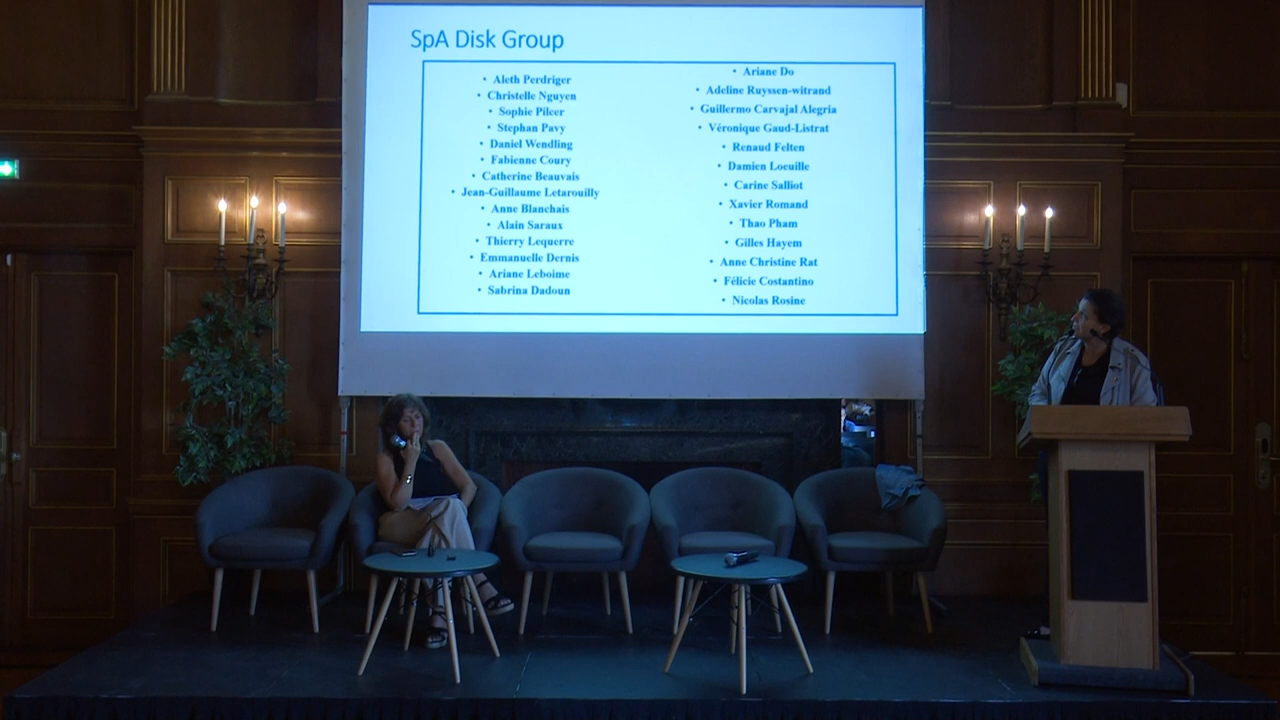 SpA Disk Group
• Aleth Perdriger
• Christelle Nguyen
• Sophie Pilcer
• Stephan Pavy
• Daniel Wendling
• Fabienne Coury
• Catherine Beauvais
• Jean-Guillaume Letarouilly
• Anne Blanchais
• Alain Saraux
• Thierry Lequerre
• Emmanuelle Dernis
• Ariane Leboime
• Sabrina Dadoun
• Ariane Do
• Adeline Ruyssen-witrand
• Guillermo Carvajal Alegria
• Véronique Gaud-Listrat
• Renaud Felten
• Damien Loeuille
• Carine Salliot
• Xavier Romand
• Thao Pham
• Gilles Hayem
• Anne Christine Rat
• Félicie Costantino
• Nicolas Rosine